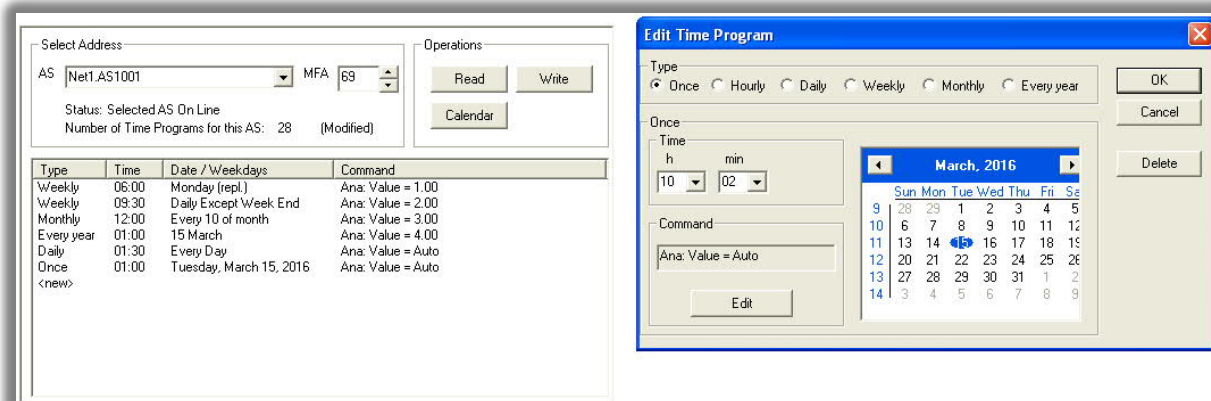 Select Address
AS Net1.AS1001 MFA 69
Status: Selected AS On Line
Number of Time Programs for this AS: 28 (Modified)
Operations
Read Write
Calendar
Type Time Date / Weekdays Command
Weekly 06:00 Monday (repl.) Ana: Value = 1.00
Weekly 09:30 Daily Except Week End Ana: Value = 2.00
Monthly 12:00 Every 10 of month Ana: Value = 3.00
Every year 01:00 15 March Ana: Value = 4.00
Daily 01:30 Every Day Ana: Value = Auto
Once 01:00 Tuesday, March 15, 2016 Ana: Value = Auto
<new>
Edit Time Program
Type
Once Hourly Daily Weekly Monthly Every year
OK
Cancel
Delete
Once
Time
h min
10 02
Command
Ana: Value = Auto
Edit
March, 2016
Sun Mon Tue Wed Thu Fri Sa
9 28 29 1 2 3 4 5
10 6 7 8 9 10 11 12
11 13 14 15 16 17 18 19
12 20 21 22 23 24 25 26
13 27 28 29 30 31 1 2
14 3 4 5 6 7 8 9